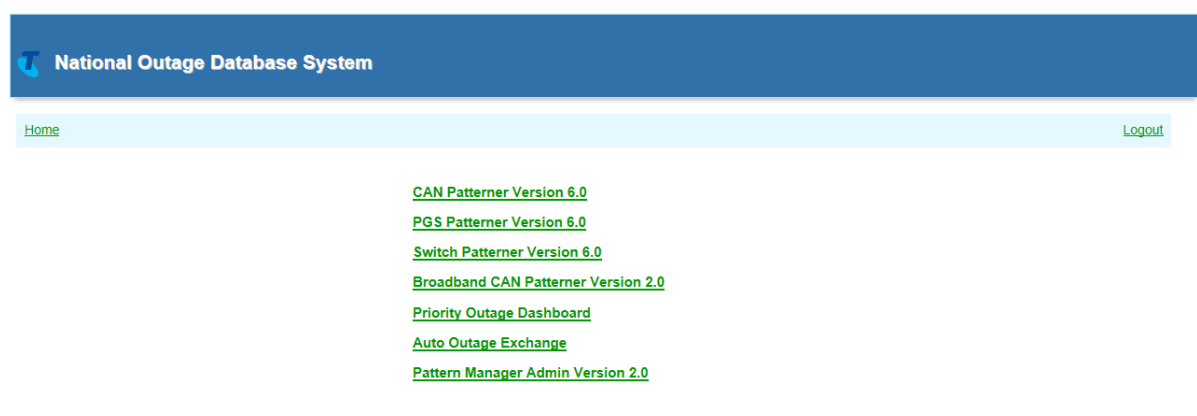 National Outage Database System
Home Logout
CAN Patterner Version 6.0
PGS Patterner Version 6.0
Switch Patterner Version 6.0
Broadband CAN Patterner Version 2.0
Priority Outage Dashboard
Auto Outage Exchange
Pattern Manager Admin Version 2.0